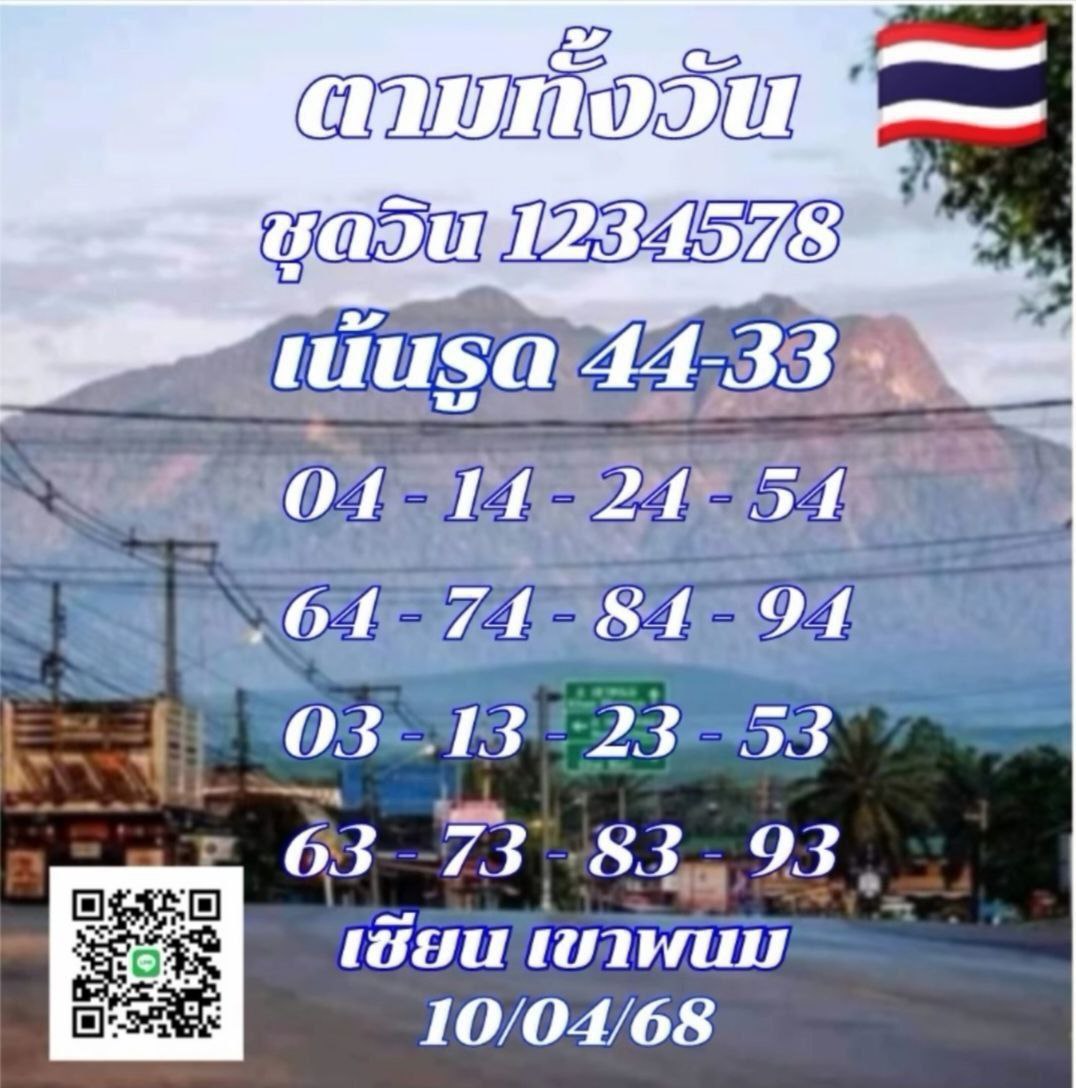 ตามทั้งวัน
ชุดวิน 1234578
เน้นรูด 44-33
04 - 14 - 24 - 54
64 - 74 - 84 - 94
03 - 13 - 23 - 53
63 - 73 - 83 - 93
เซียน เขาพนม
10/04/68